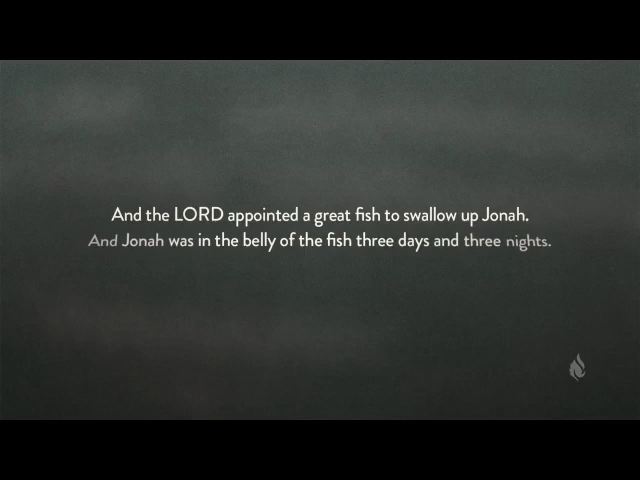 And the LORD appointed a great fish to swallow up Jonah.
And Jonah was in the belly of the fish three days and three nights.